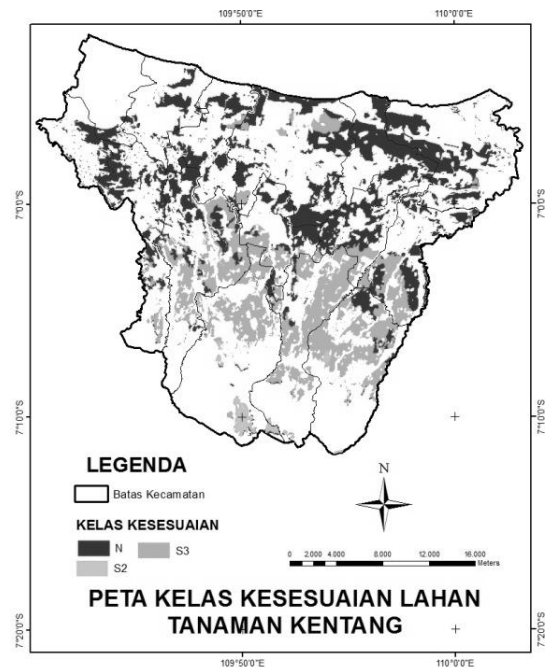 109°50'0"E 110°0'0"E
7°0'0"S 7°0'0"S
7°10'0"S 7°10'0"S
LEGENDA
Batas Kecamatan
N
KELAS KESESUAIAN
N S3
S2
0 2.000 4.000 8.000 12.000 16.000
Meters
PETA KELAS KESESUAIAN LAHAN
TANAMAN KENTANG
7°20'0"S 7°20'0"S
109°50'0"E 110°0'0"E